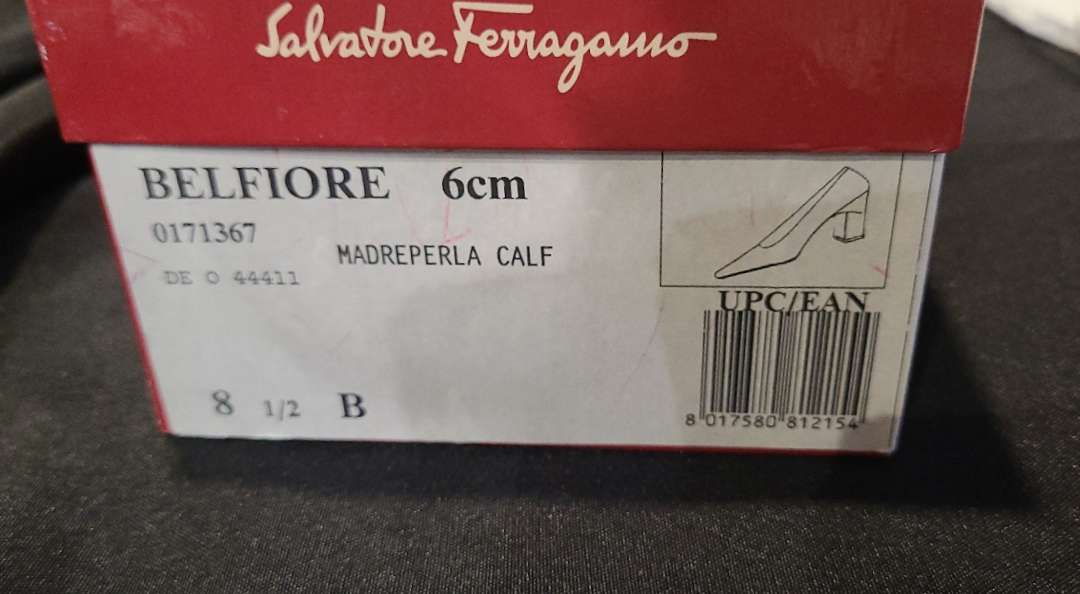 Salvatore Ferragamo
BELFIORE 6cm
0171367
MADREPERLA CALF
DE O 44411
UPC/EAN
8 1/2 B
8 017580 812154